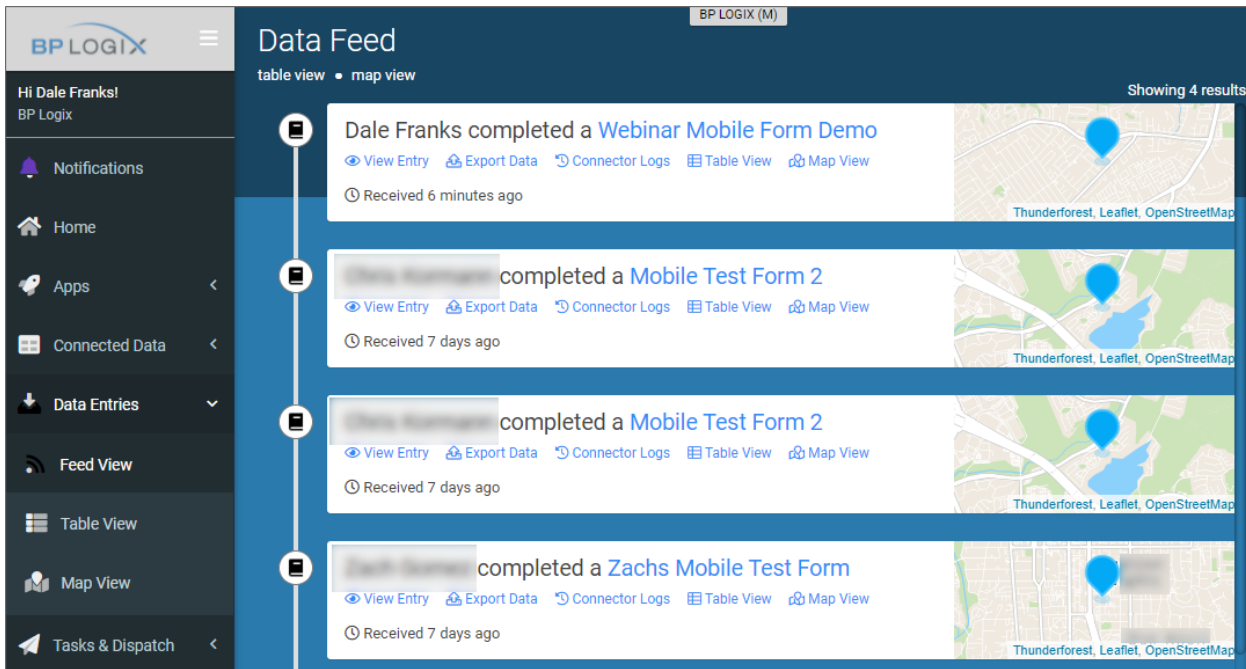 BP LOGIX (M)
BP LOGIX
Hi Dale Franks!
BP Logix
Notifications
Home
Apps
Connected Data
Data Entries
Feed View
Table View
Map View
Tasks & Dispatch
Data Feed
table view • map view
Showing 4 results
Dale Franks completed a Webinar Mobile Form Demo
View Entry Export Data Connector Logs Table View Map View
Received 6 minutes ago
Thunderforest, Leaflet, OpenStreetMap
completed a Mobile Test Form 2
View Entry Export Data Connector Logs Table View Map View
Received 7 days ago
Thunderforest, Leaflet, OpenStreetMap
completed a Mobile Test Form 2
View Entry Export Data Connector Logs Table View Map View
Received 7 days ago
Thunderforest, Leaflet, OpenStreetMap
completed a Zachs Mobile Test Form
View Entry Export Data Connector Logs Table View Map View
Received 7 days ago
Thunderforest, Leaflet, OpenStreetMap